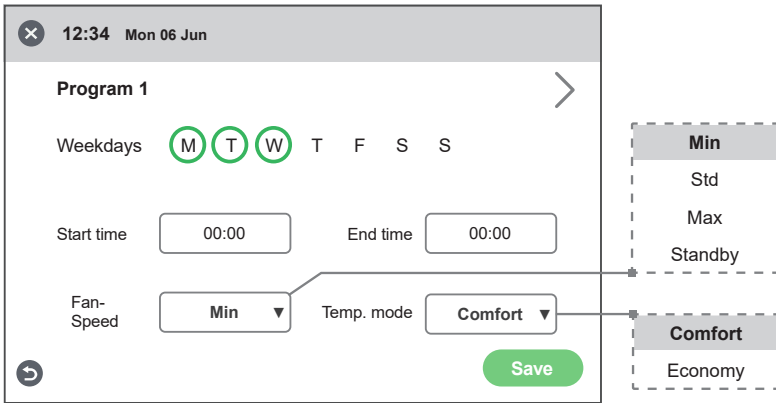 12:34 Mon 06 Jun
Program 1
Weekdays M T W T F S S
Start time 00:00 End time 00:00
Fan-
Speed Min Temp. mode Comfort
Save
Min
Std
Max
Standby
Comfort
Economy